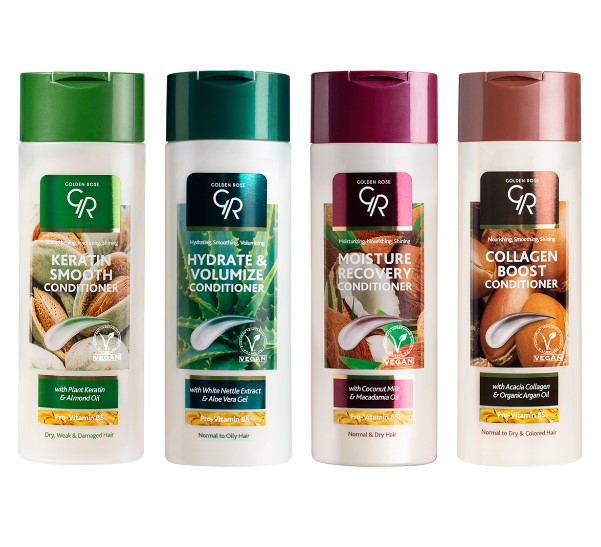 GOLDEN ROSE
GR
Strengthening, Hydrating, Shining
KERATIN
SMOOTH
CONDITIONER
VEGAN
with Plant Keratin
& Almond Oil
Pro-Vitamin B5
Dry, Weak & Damaged Hair
GOLDEN ROSE
GR
Hydrating, Smoothing, Volumizing
HYDRATE &
VOLUMIZE
CONDITIONER
VEGAN
with White Nettle Extract
& Aloe Vera Gel
Pro-Vitamin B5
Normal to Oily Hair
GOLDEN ROSE
GR
Moisturizing, Nourishing, Shining
MOISTURE
RECOVERY
CONDITIONER
VEGAN
with Coconut Milk
& Macadamia Oil
Pro-Vitamin B5
Normal & Dry Hair
GOLDEN ROSE
GR
Nourishing, Smoothing, Shining
COLLAGEN
BOOST
CONDITIONER
VEGAN
with Acacia Collagen
& Organic Argan Oil
Pro-Vitamin B5
Normal to Dry & Colored Hair